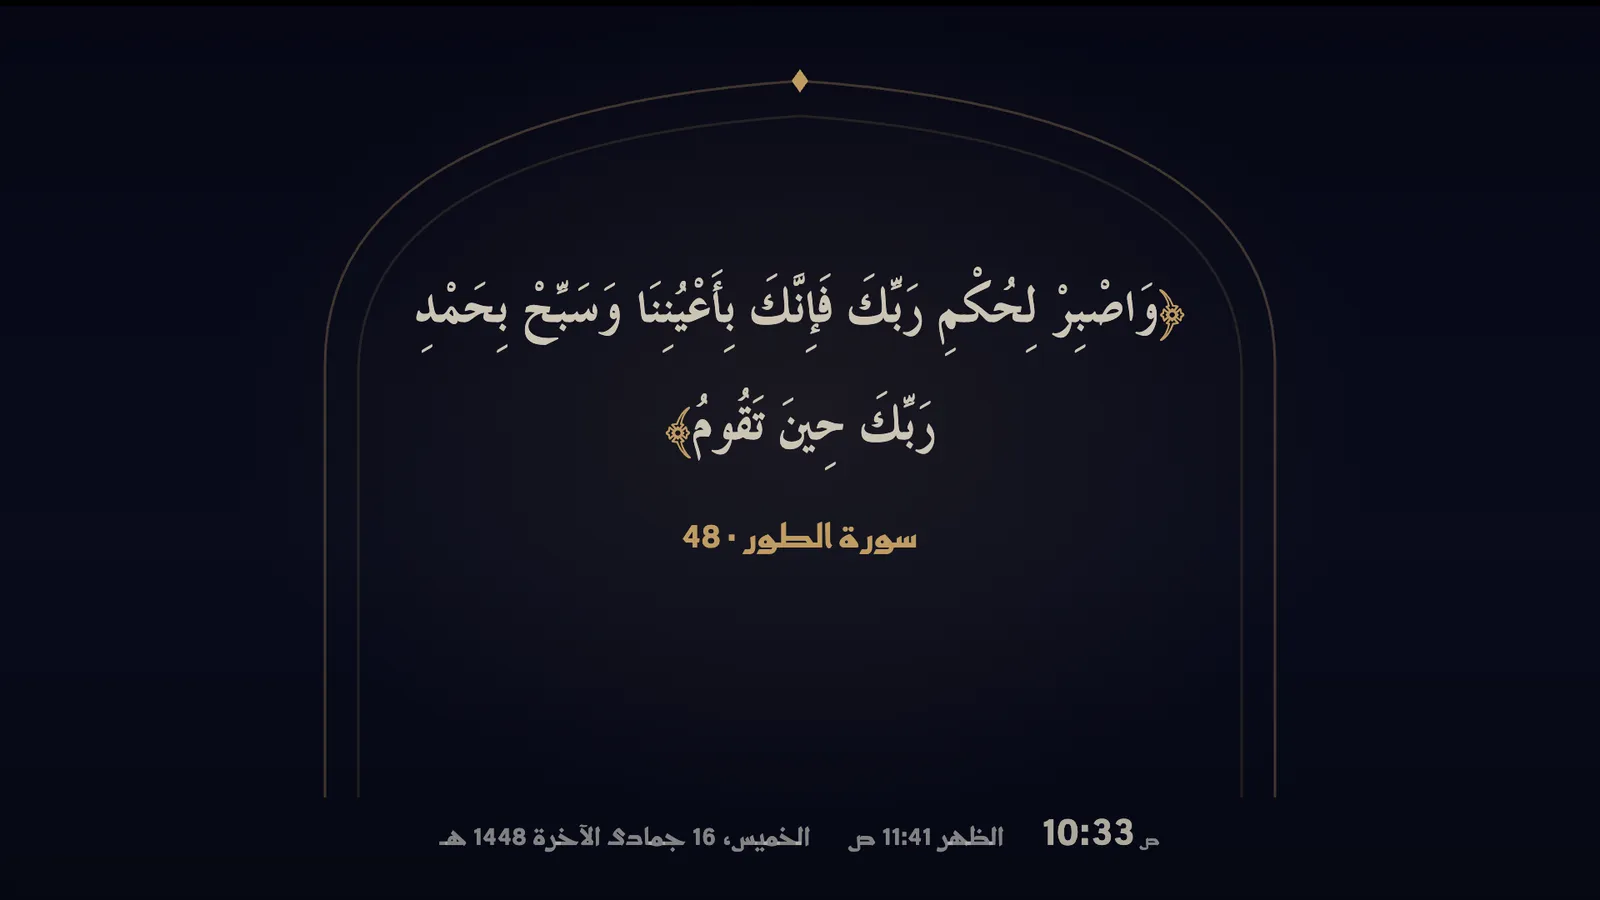 ﴿وَاصْبِرْ لِحُكْمِ رَبِّكَ فَإِنَّكَ بِأَعْيُنِنَا وَسَبِّحْ بِحَمْدِ
رَبِّكَ حِينَ تَقُومُ﴾
سورة الطور · 48
10:33 ص الظهر 11:41 ص الخميس، 16 جمادى الآخرة 1448 هـ